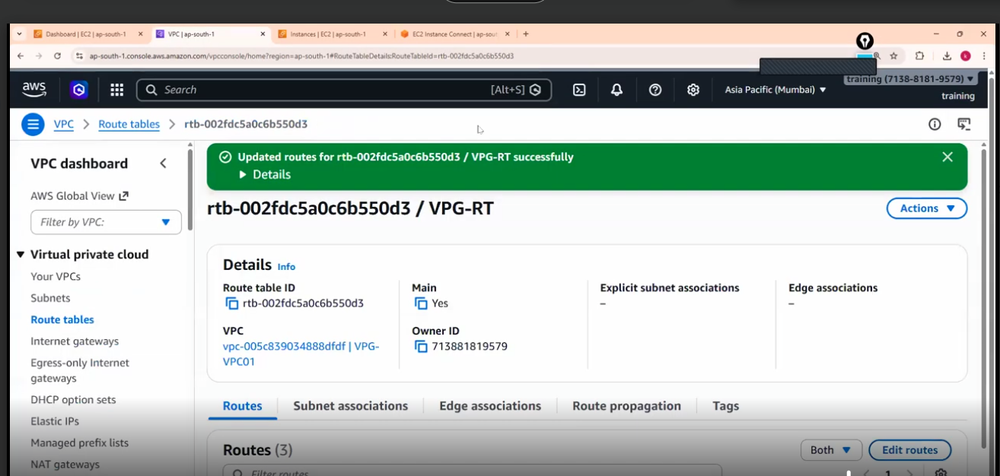 Dashboard | EC2 | ap-south-1
VPC | ap-south-1
Instances | EC2 | ap-south-1
EC2 Instance Connect | ap-sout
ap-south-1.console.aws.amazon.com/vpcconsole/home?region=ap-south-1#RouteTableDetails:RouteTableId=rtb-002fdc5a0c6b550d3
aws
Search
[Alt+S]
Asia Pacific (Mumbai)
training (7138-8181-9579)
training
VPC > Route tables > rtb-002fdc5a0c6b550d3
VPC dashboard
AWS Global View
Filter by VPC:
Virtual private cloud
Your VPCs
Subnets
Route tables
Internet gateways
Egress-only Internet
gateways
DHCP option sets
Elastic IPs
Managed prefix lists
NAT gateways
Updated routes for rtb-002fdc5a0c6b550d3 / VPG-RT successfully
Details
rtb-002fdc5a0c6b550d3 / VPG-RT
Actions
Details Info
Route table ID
rtb-002fdc5a0c6b550d3
Main
Yes
Explicit subnet associations
–
Edge associations
–
VPC
vpc-005c839034888dfdf | VPG-
VPC01
Owner ID
713881819579
Routes
Subnet associations
Edge associations
Route propagation
Tags
Routes (3)
Both
Edit routes
Filter routes
1